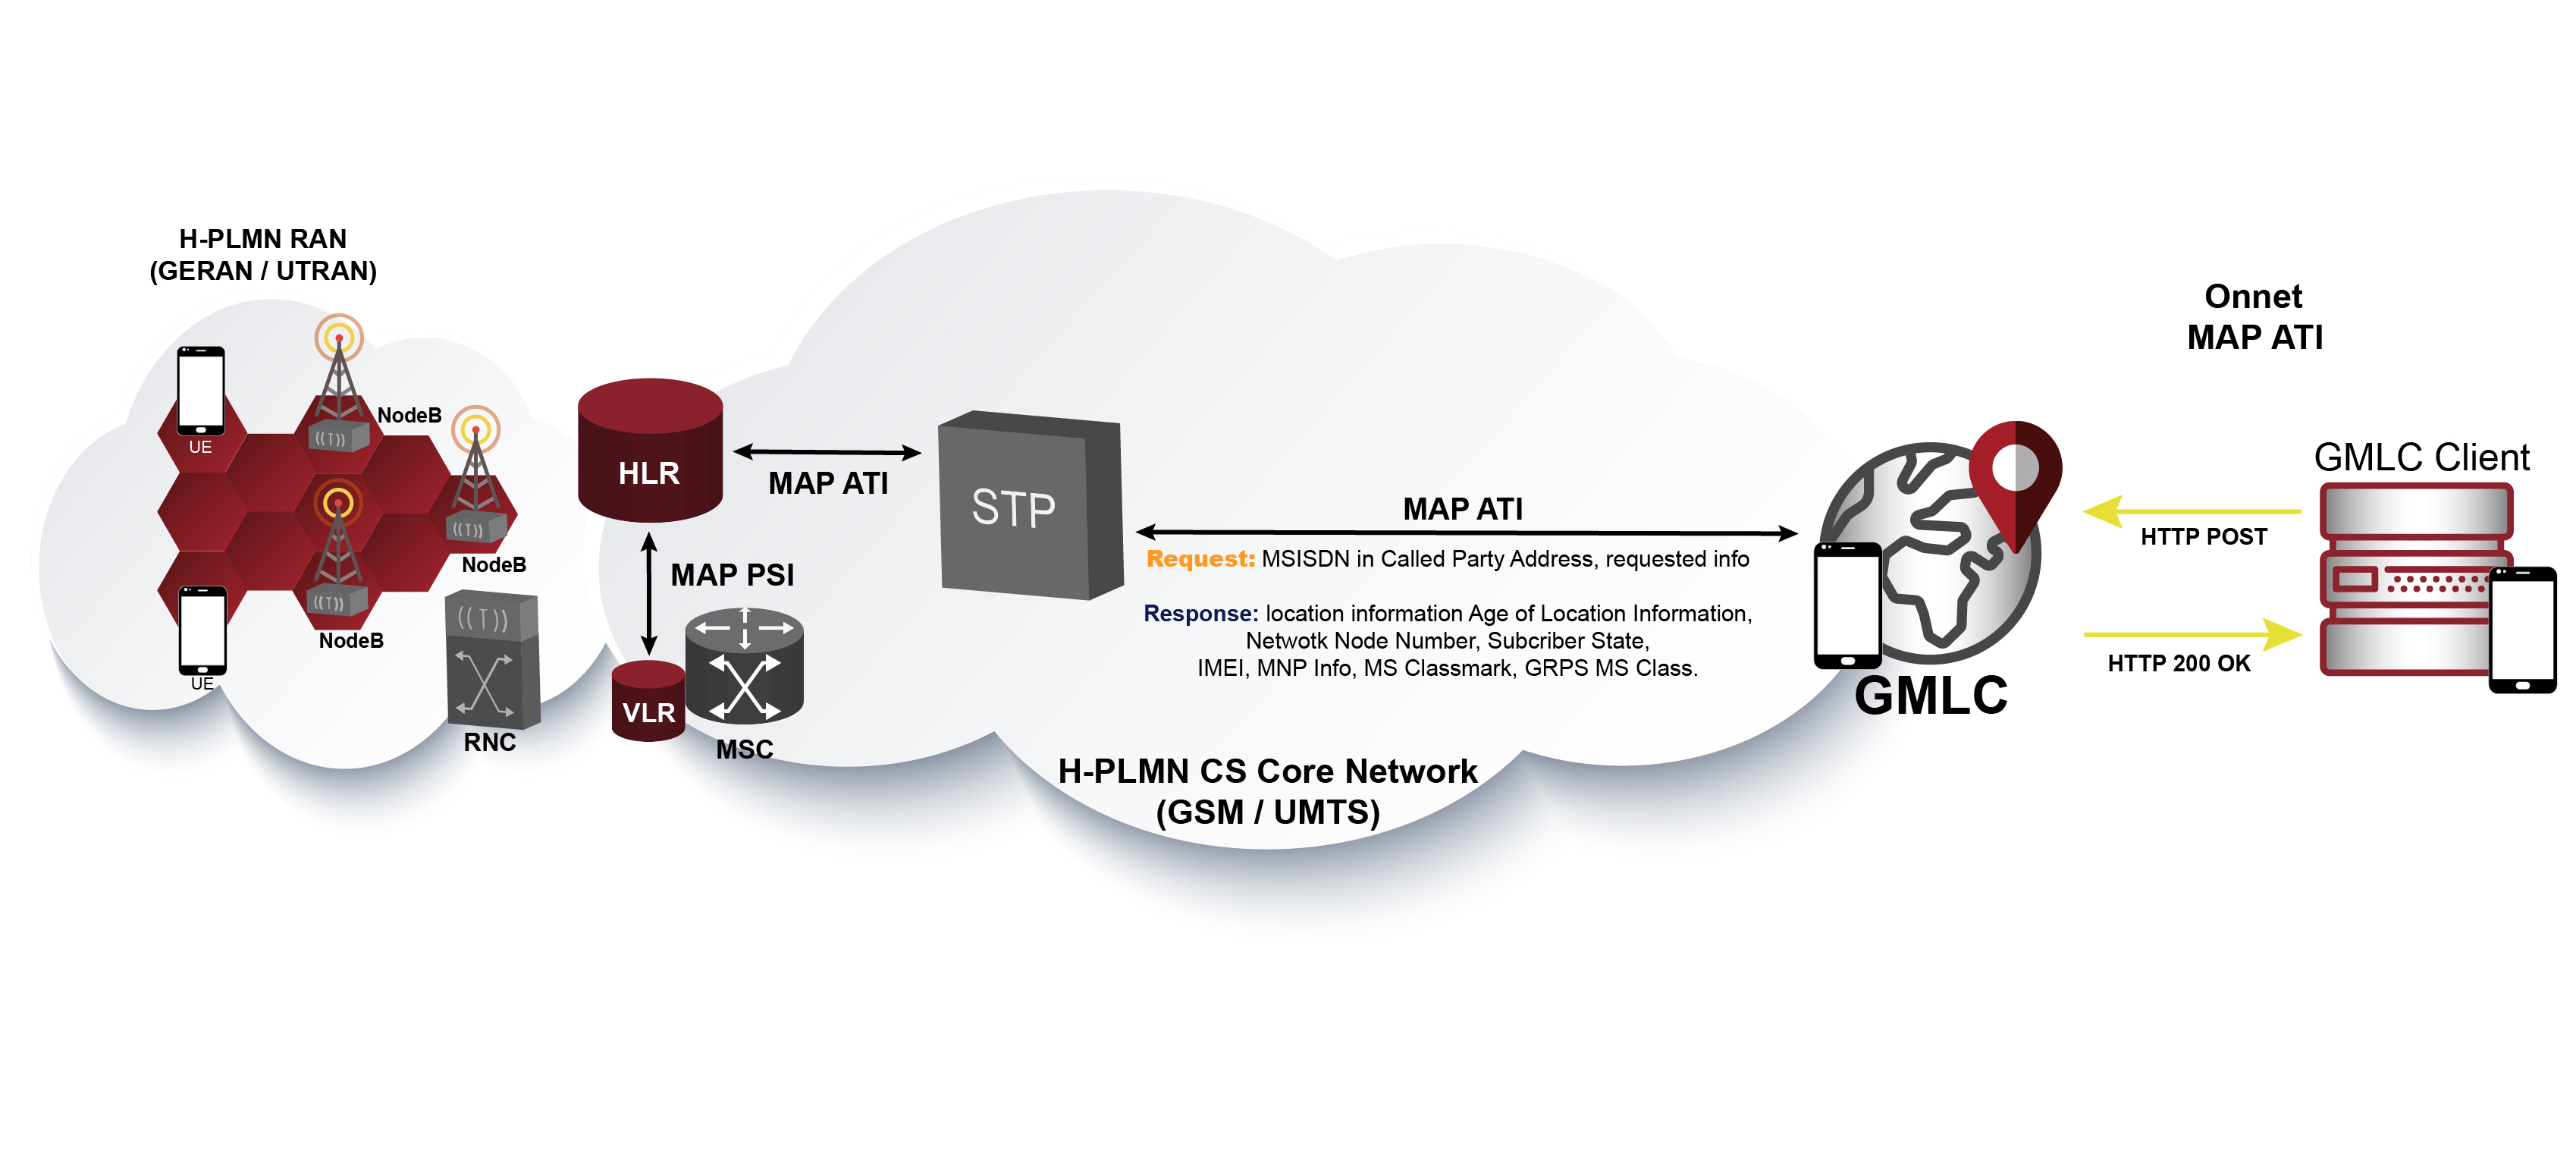 H-PLMN RAN
(GERAN / UTRAN)
UE
((T))
NodeB
((T))
NodeB
((T))
NodeB
UE
((T))
RNC
HLR
MAP ATI
MAP PSI
VLR
MSC
STP
MAP ATI
Request: MSISDN in Called Party Address, requested info
Response: location information Age of Location Information,
Netwotk Node Number, Subcriber State,
IMEI, MNP Info, MS Classmark, GRPS MS Class.
H-PLMN CS Core Network
(GSM / UMTS)
GMLC
Onnet
MAP ATI
HTTP POST
HTTP 200 OK
GMLC Client